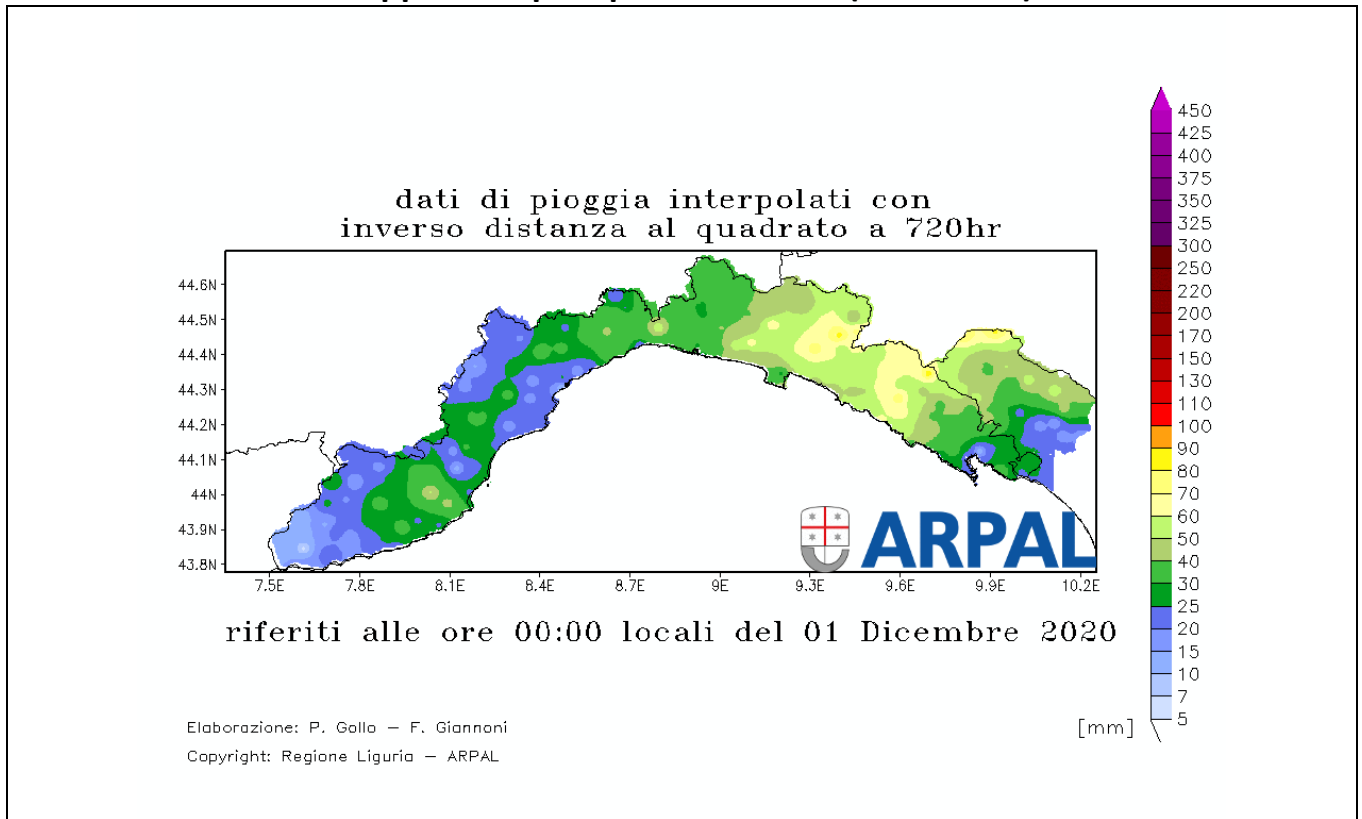 dati di pioggia interpolati con
inverso distanza al quadrato a 720hr
44.6N
44.5N
44.4N
44.3N
44.2N
44.1N
44N
43.9N
43.8N
7.5E 7.8E 8.1E 8.4E 8.7E 9E 9.3E 9.6E 9.9E 10.2E
ARPAL
450
425
400
375
350
325
300
250
220
200
170
150
130
110
100
90
80
70
60
50
40
30
25
20
15
10
7
5
[mm]
riferiti alle ore 00:00 locali del 01 Dicembre 2020
Elaborazione: P. Gollo — F. Giannoni
Copyright: Regione Liguria — ARPAL